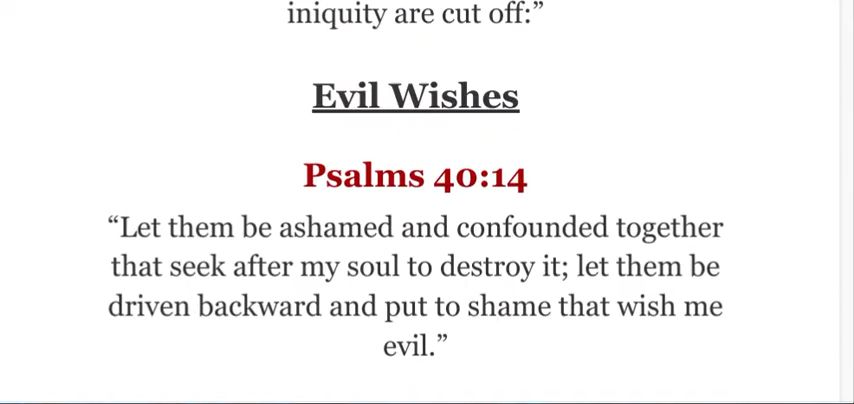 iniquity are cut off:”
Evil Wishes
Psalms 40:14
“Let them be ashamed and confounded together
that seek after my soul to destroy it; let them be
driven backward and put to shame that wish me
evil.”